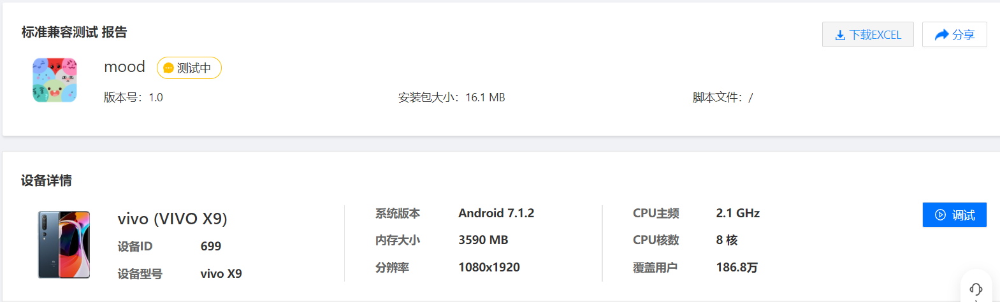 标准兼容测试 报告
下载EXCEL
分享
mood
测试中
版本号：1.0
安装包大小：16.1 MB
脚本文件：/
设备详情
vivo (VIVO X9)
设备ID 699
设备型号 vivo X9
系统版本 Android 7.1.2
内存大小 3590 MB
分辨率 1080x1920
CPU主频 2.1 GHz
CPU核数 8 核
覆盖用户 186.8万
调试